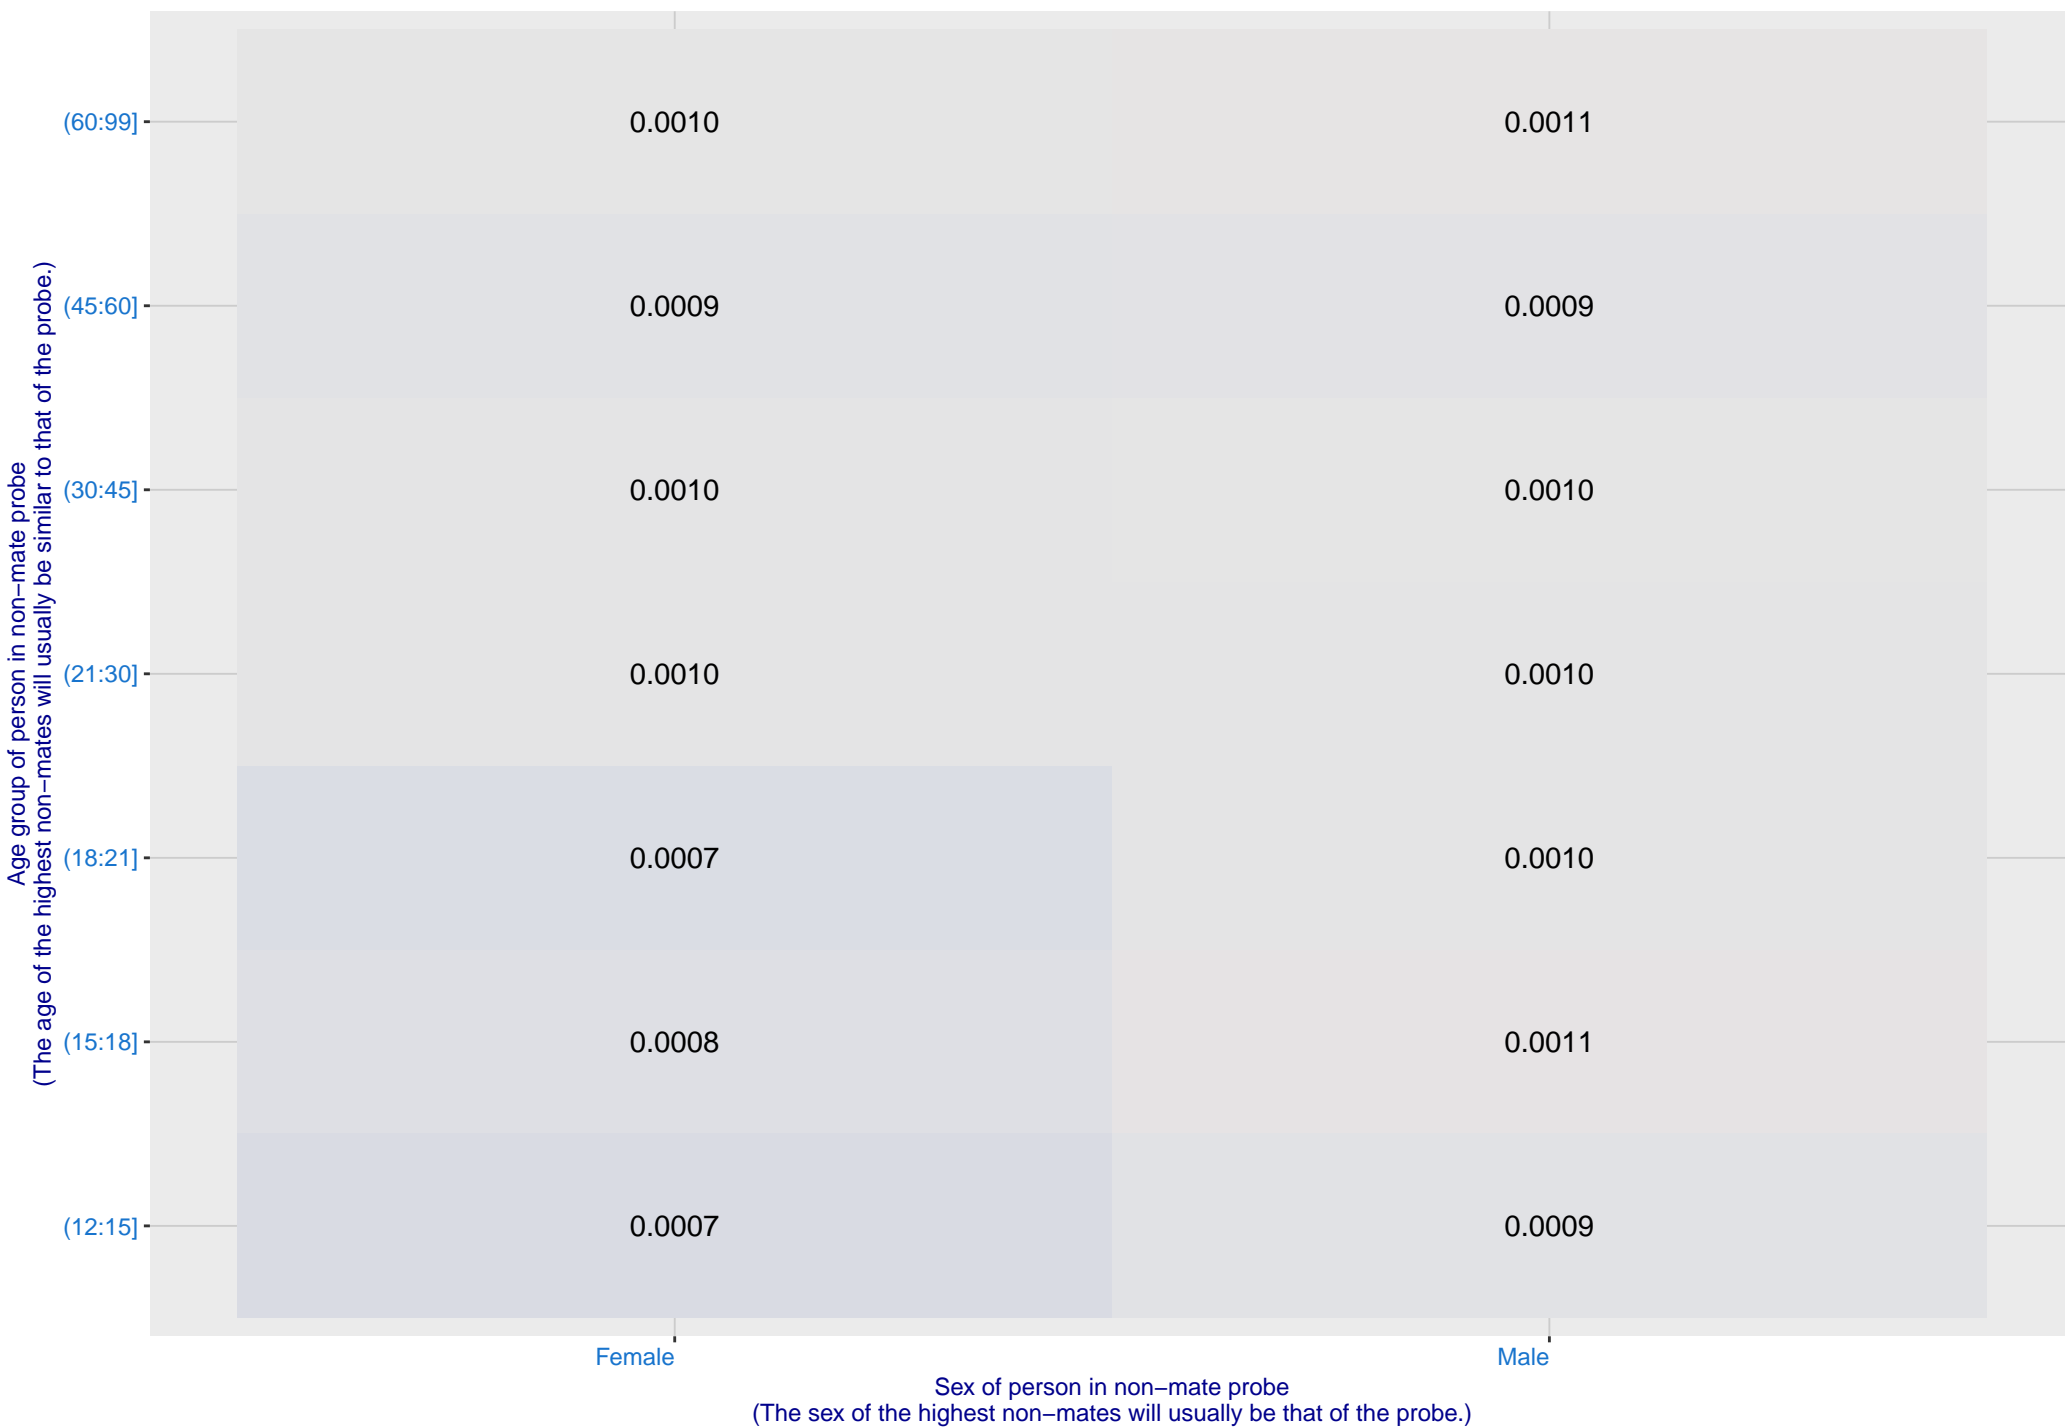 Age group of person in non−mate probe
(The age of the highest non−mates will usually be similar to that of the probe.)
(60:99] 0.0010 0.0011
(45:60] 0.0009 0.0009
(30:45] 0.0010 0.0010
(21:30] 0.0010 0.0010
(18:21] 0.0007 0.0010
(15:18] 0.0008 0.0011
(12:15] 0.0007 0.0009
Female Male
Sex of person in non−mate probe
(The sex of the highest non−mates will usually be that of the probe.)